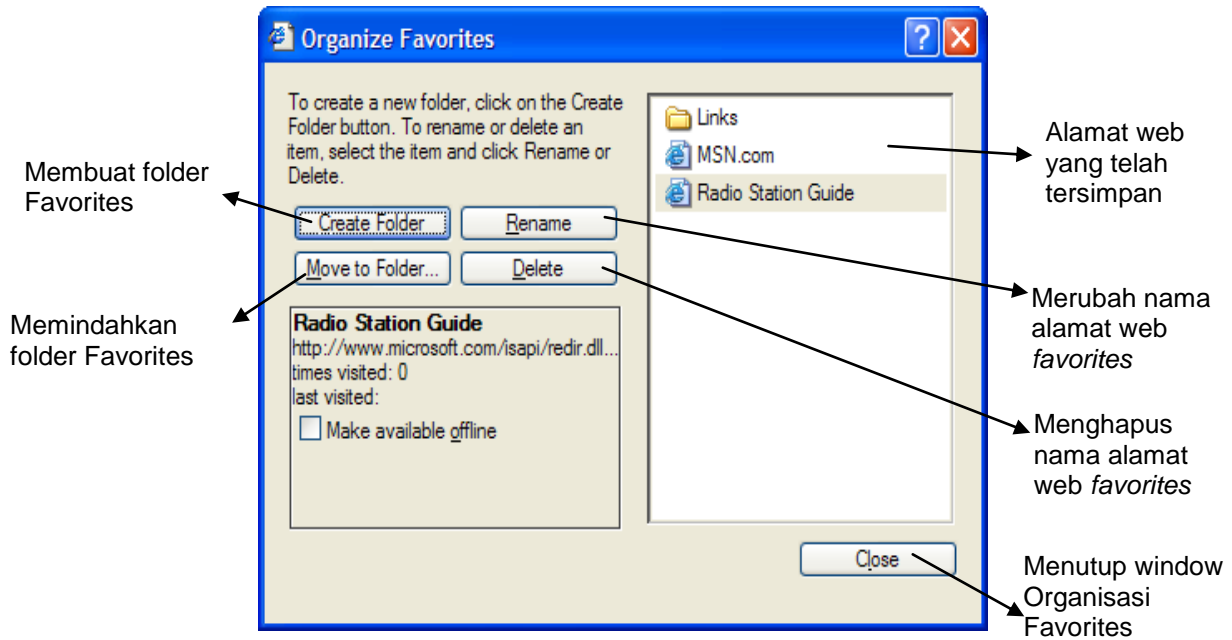 Organize Favorites
To create a new folder, click on the Create
Folder button. To rename or delete an
item, select the item and click Rename or
Delete.
Create Folder
Rename
Move to Folder...
Delete
Radio Station Guide
http://www.microsoft.com/isapi/redir.dll...
times visited: 0
last visited:
Make available offline
Links
MSN.com
Radio Station Guide
Close
Membuat folder
Favorites
Memindahkan
folder Favorites
Alamat web
yang telah
tersimpan
Merubah nama
alamat web
favorites
Menghapus
nama alamat
web favorites
Menutup window
Organisasi
Favorites